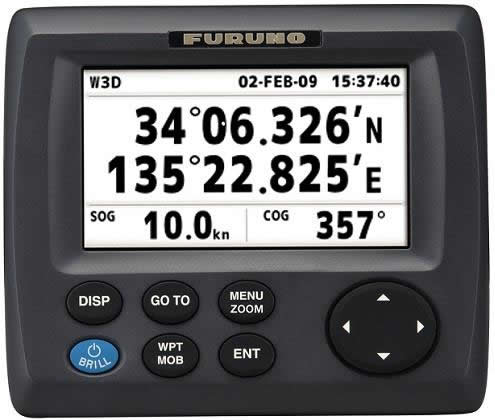 FURUNO
W3D 02-FEB-09 15:37:40
34°06.326'N
135°22.825'E
SOG 10.0kn COG 357°
DISP GO TO MENU ZOOM
BRILL WPT MOB ENT